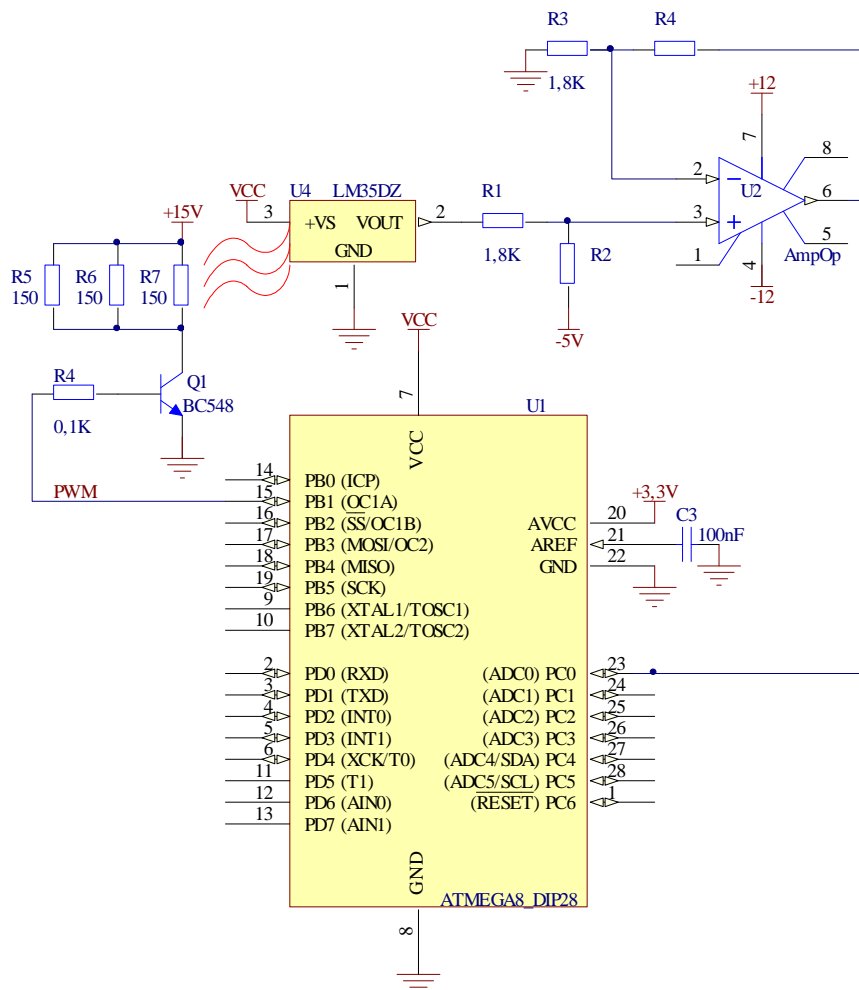 R3
R4
1,8K
+12
7
8
2
U2
6
3
5
1
4
AmpOp
-12
VCC
U4
LM35DZ
3
+VS
VOUT
2
GND
1
R1
1,8K
R2
-5V
+15V
R5
150
R6
150
R7
150
R4
0,1K
Q1
BC548
PWM
VCC
7
U1
VCC
14
PB0 (ICP)
15
PB1 (OC1A)
16
PB2 (SS/OC1B)
17
PB3 (MOSI/OC2)
18
PB4 (MISO)
19
PB5 (SCK)
9
PB6 (XTAL1/TOSC1)
10
PB7 (XTAL2/TOSC2)
2
PD0 (RXD)
3
PD1 (TXD)
4
PD2 (INT0)
5
PD3 (INT1)
6
PD4 (XCK/T0)
11
PD5 (T1)
12
PD6 (AIN0)
13
PD7 (AIN1)
+3,3V
AVCC
20
AREF
21
GND
22
C3
100nF
(ADC0) PC0
23
(ADC1) PC1
24
(ADC2) PC2
25
(ADC3) PC3
26
(ADC4/SDA) PC4
27
(ADC5/SCL) PC5
28
(RESET) PC6
1
GND
8
ATMEGA8_DIP28